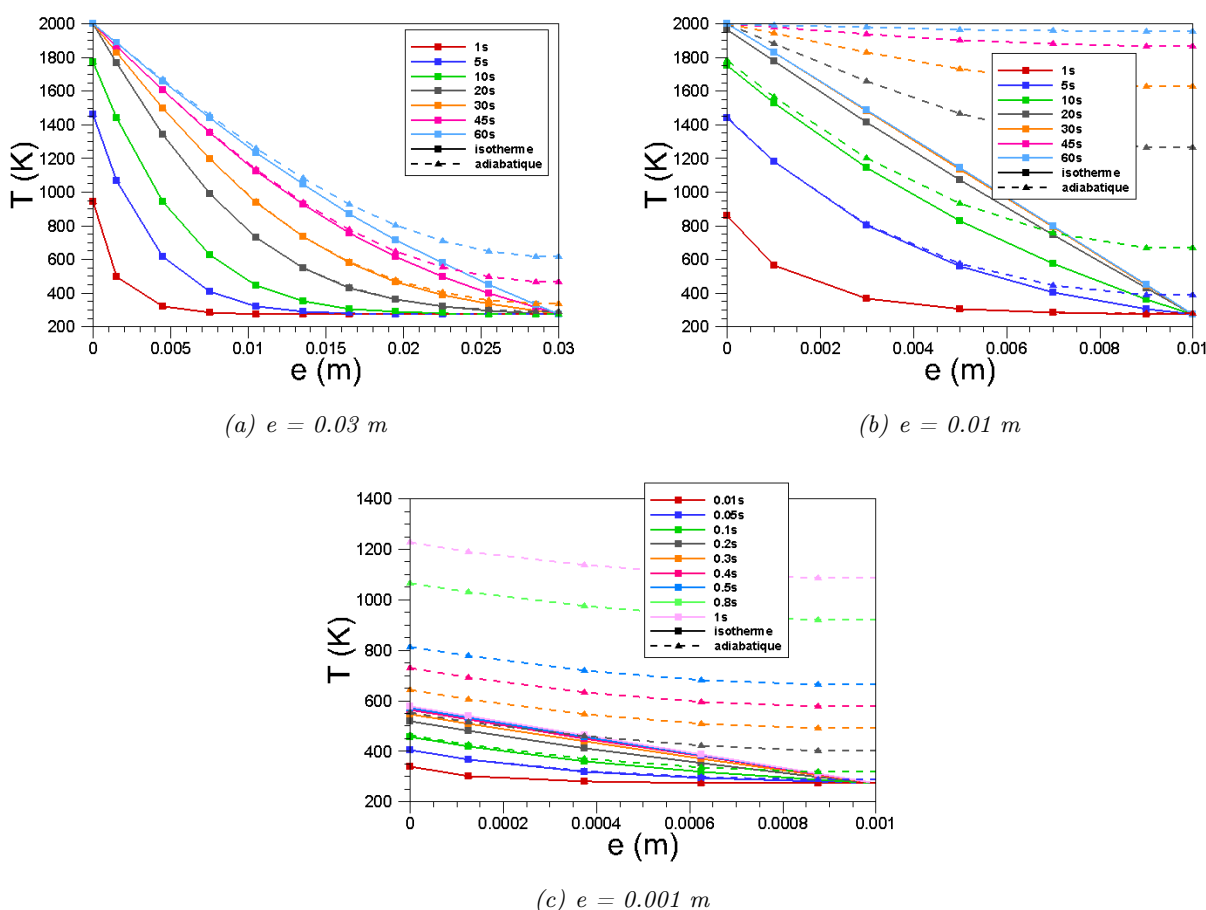 2000
1800
1600
1400
1200
1000
800
600
400
200
T (K)
0
0.005
0.01
0.015
0.02
0.025
0.03
e (m)
1s
5s
10s
20s
30s
45s
60s
isotherme
adiabatique
(a) e = 0.03 m
2000
1800
1600
1400
1200
1000
800
600
400
200
T (K)
0
0.002
0.004
0.006
0.008
0.01
e (m)
1s
5s
10s
20s
30s
45s
60s
isotherme
adiabatique
(b) e = 0.01 m
1400
1200
1000
800
600
400
200
T (K)
0
0.0002
0.0004
0.0006
0.0008
0.001
e (m)
0.01s
0.05s
0.1s
0.2s
0.3s
0.4s
0.5s
0.8s
1s
isotherme
adiabatique
(c) e = 0.001 m